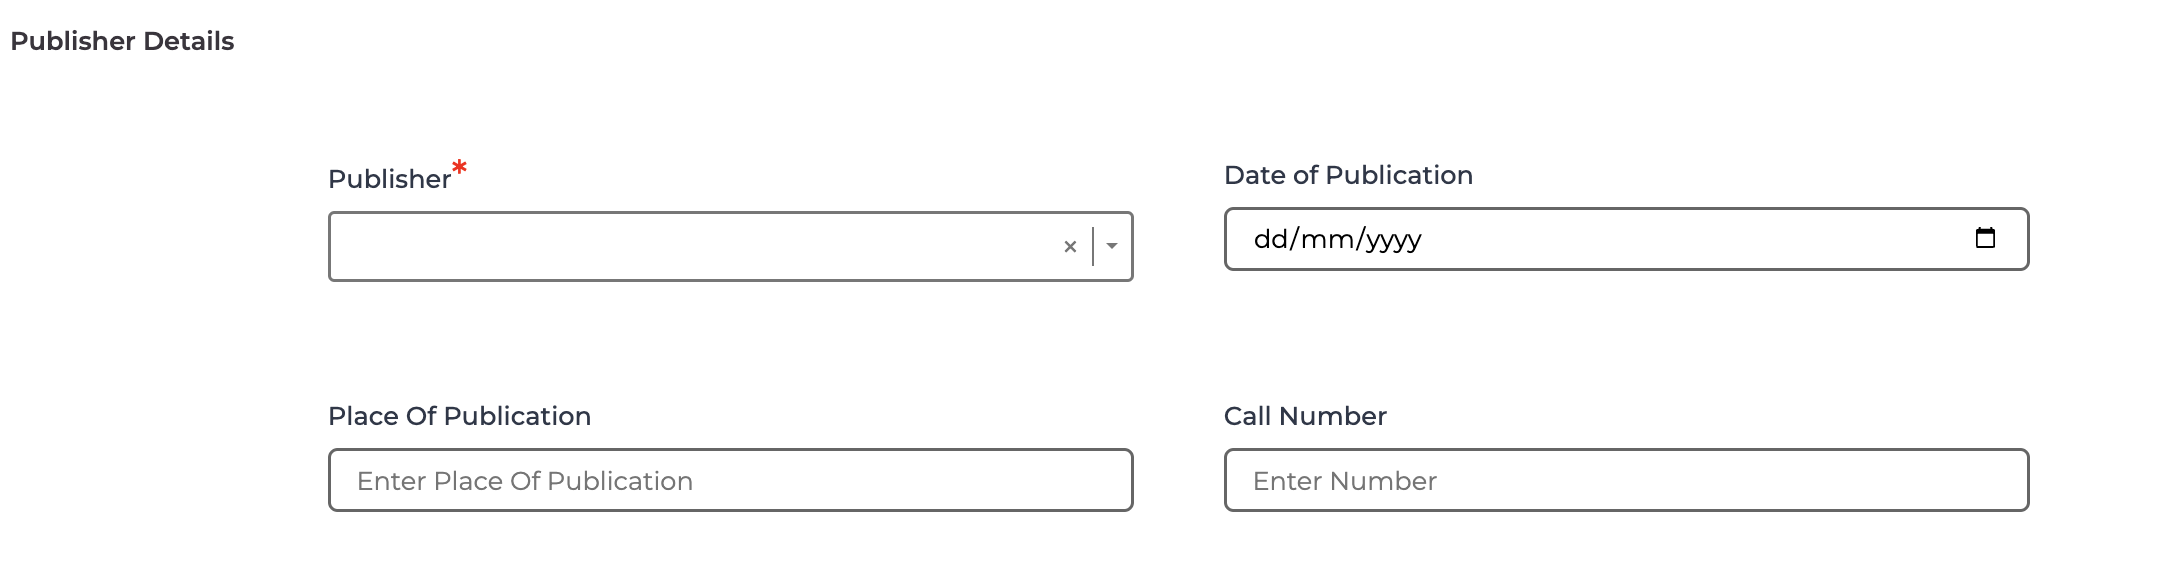 Publisher Details
Publisher*
Date of Publication
dd/mm/yyyy
Place Of Publication
Enter Place Of Publication
Call Number
Enter Number